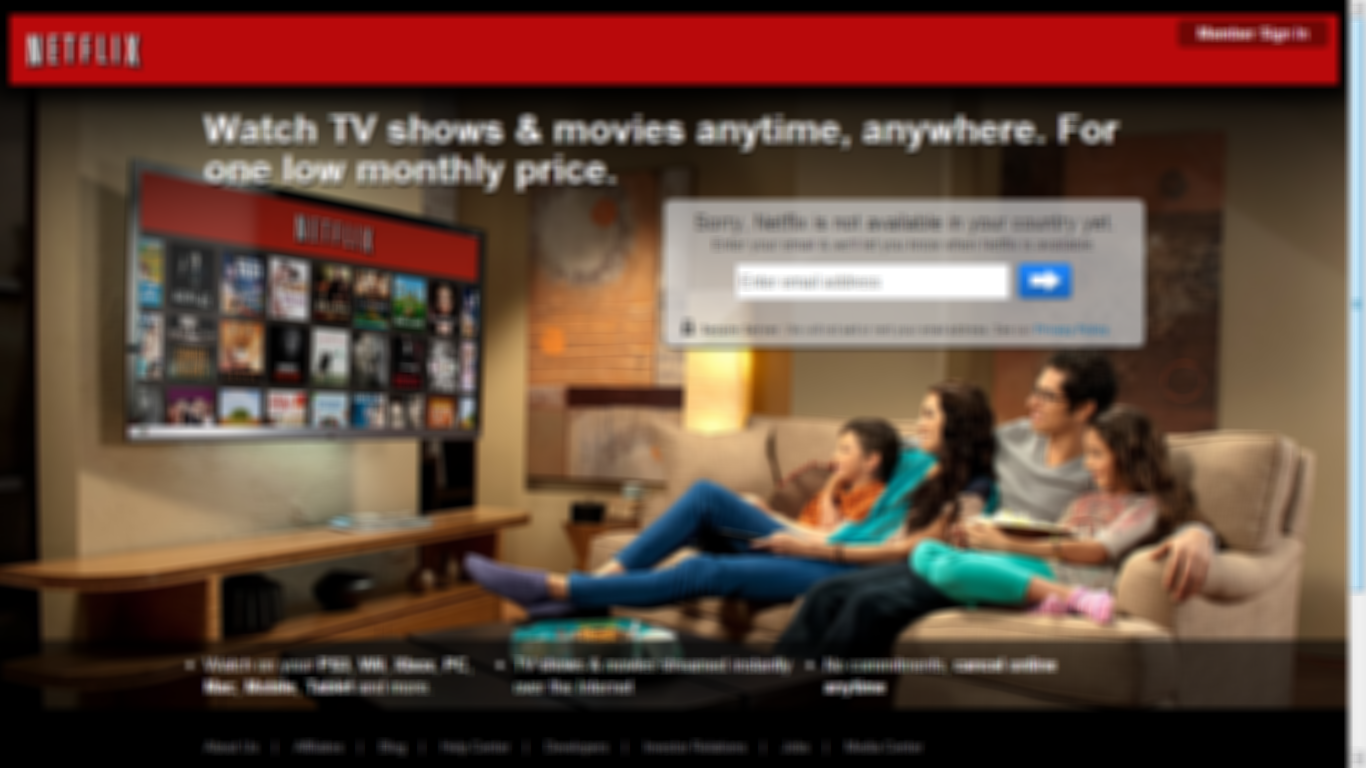 NETFLIX
Member Sign In
Watch TV shows & movies anytime, anywhere. For
one low monthly price.
NETFLIX
Sorry, Netflix is not available in your country yet.
Enter your email and we'll let you know when Netflix is available.
Enter email address
Privacy Policy
Watch on your PS3, Wii, Xbox, PC,
Mac, Mobile, Tablet and more
TV shows & movies streamed instantly
over the Internet
No commitments, cancel online
anytime
About Us | Affiliates | Blog | Help Center | Developers | Investor Relations | Jobs | Media Center